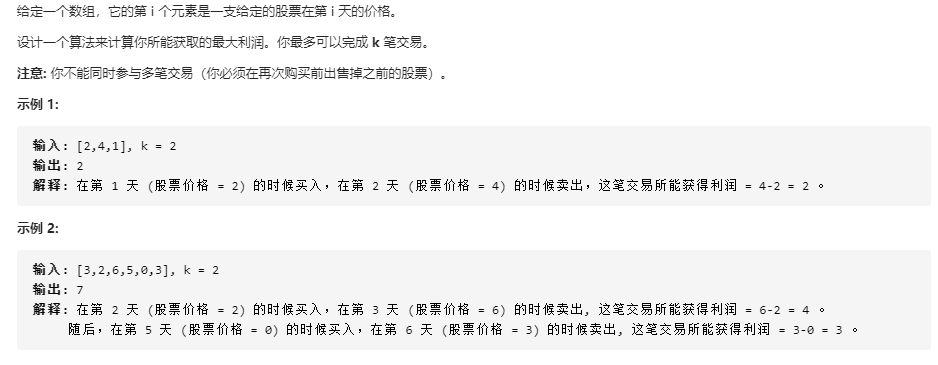 给定一个数组，它的第 i 个元素是一支给定的股票在第 i 天的价格。
设计一个算法来计算你所能获取的最大利润。你最多可以完成 k 笔交易。
注意: 你不能同时参与多笔交易（你必须在再次购买前出售掉之前的股票）。
示例 1:
输入: [2,4,1], k = 2
输出: 2
解释: 在第 1 天 (股票价格 = 2) 的时候买入，在第 2 天 (股票价格 = 4) 的时候卖出，这笔交易所能获得利润 = 4-2 = 2 。
示例 2:
输入: [3,2,6,5,0,3], k = 2
输出: 7
解释: 在第 2 天 (股票价格 = 2) 的时候买入，在第 3 天 (股票价格 = 6) 的时候卖出, 这笔交易所能获得利润 = 6-2 = 4 。
随后，在第 5 天 (股票价格 = 0) 的时候买入，在第 6 天 (股票价格 = 3) 的时候卖出, 这笔交易所能获得利润 = 3-0 = 3 。